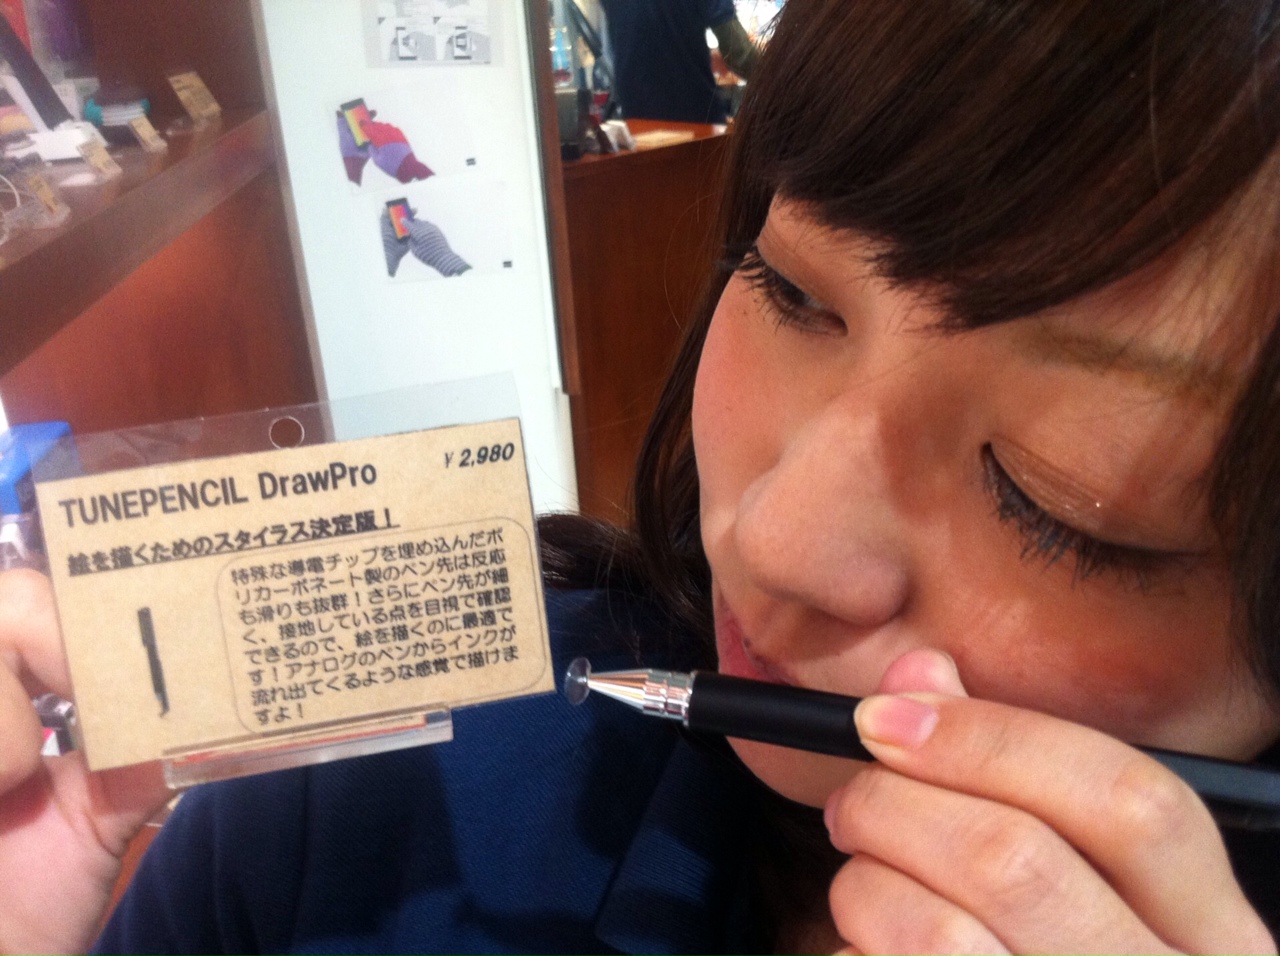 TUNEPENCIL DrawPro
¥2,980
絵を描くためのスタイラス決定版！
特殊な導電チップを埋め込んだポ
リカーボネート製のペン先は反応
も滑りも抜群！さらにペン先が細
く、接地している点を目視で確認
できるので、絵を描くのに最適で
す！アナログのペンからインクが
流れ出てくるような感覚で描けま
すよ！